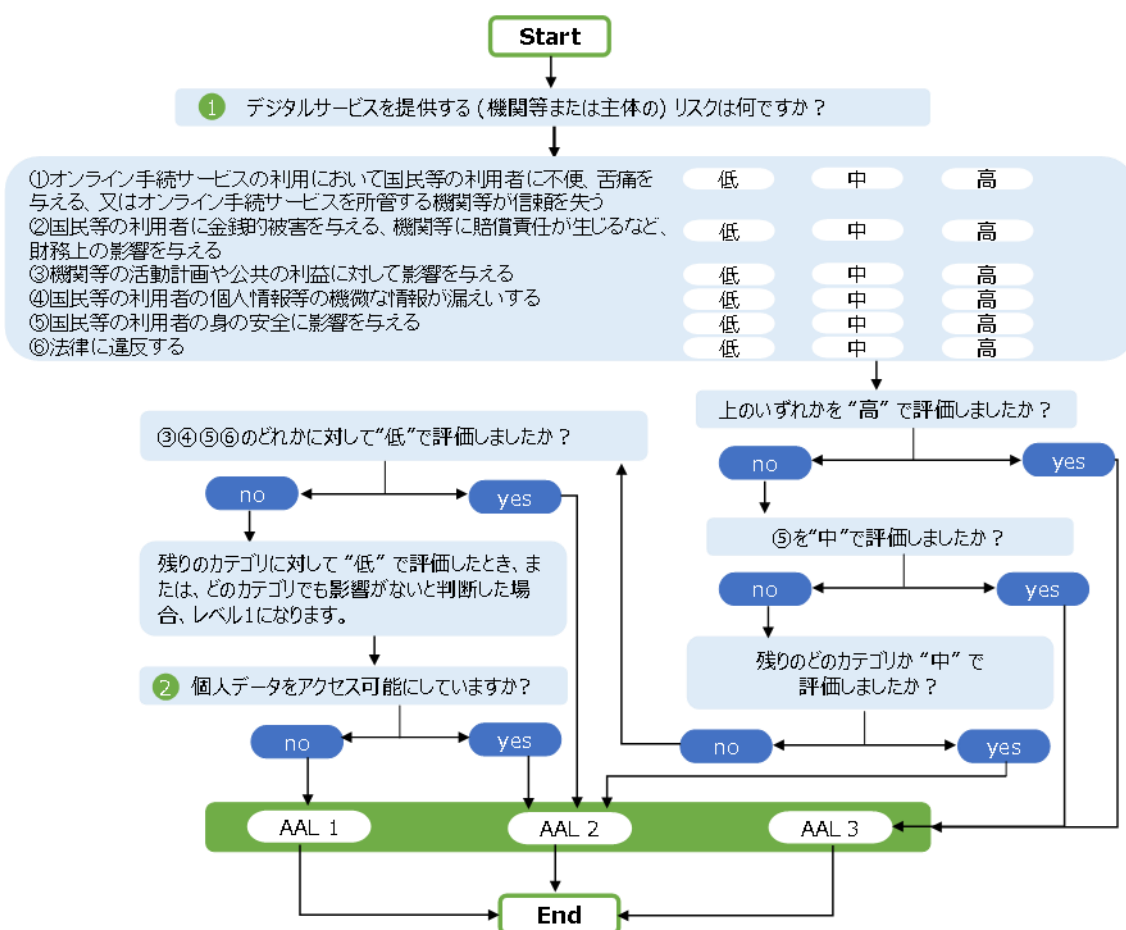 Start
1 デジタルサービスを提供する (機関等または主体の) リスクは何ですか？
①オンライン手続サービスの利用において国民等の利用者に不便、苦痛を
与える、又はオンライン手続サービスを所管する機関等が信頼を失う
低 中 高
②国民等の利用者に金銭的被害を与える、機関等に賠償責任が生じるなど、
財務上の影響を与える
低 中 高
③機関等の活動計画や公共の利益に対して影響を与える
低 中 高
④国民等の利用者の個人情報等の機微な情報が漏えいする
低 中 高
⑤国民等の利用者の身の安全に影響を与える
低 中 高
⑥法律に違反する
低 中 高
上のいずれかを “高” で評価しましたか？
no
yes
⑤を“中”で評価しましたか？
no
yes
残りのどのカテゴリか “中” で
評価しましたか？
no
yes
③④⑤⑥のどれかに対して“低”で評価しましたか？
no
yes
残りのカテゴリに対して “低” で評価したとき、ま
たは、どのカテゴリでも影響がないと判断した場
合、レベル1になります。
2 個人データをアクセス可能にしていますか？
no
yes
AAL 1
AAL 2
AAL 3
End